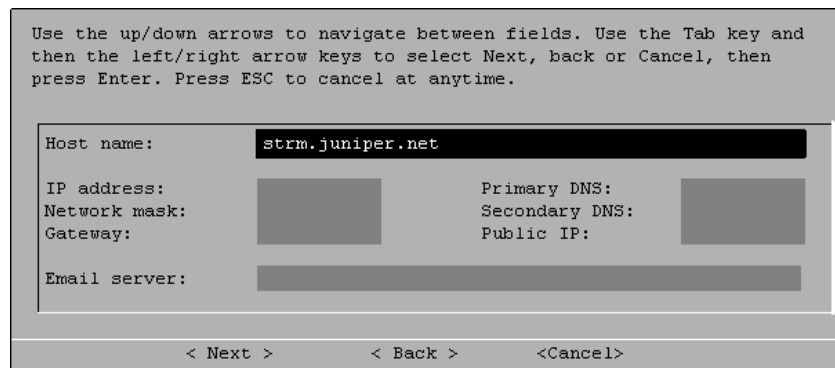 Use the up/down arrows to navigate between fields. Use the Tab key and
then the left/right arrow keys to select Next, back or Cancel, then
press Enter. Press ESC to cancel at anytime.
Host name: strm.juniper.net
IP address: Primary DNS:
Network mask: Secondary DNS:
Gateway: Public IP:
Email server:
< Next > < Back > <Cancel>